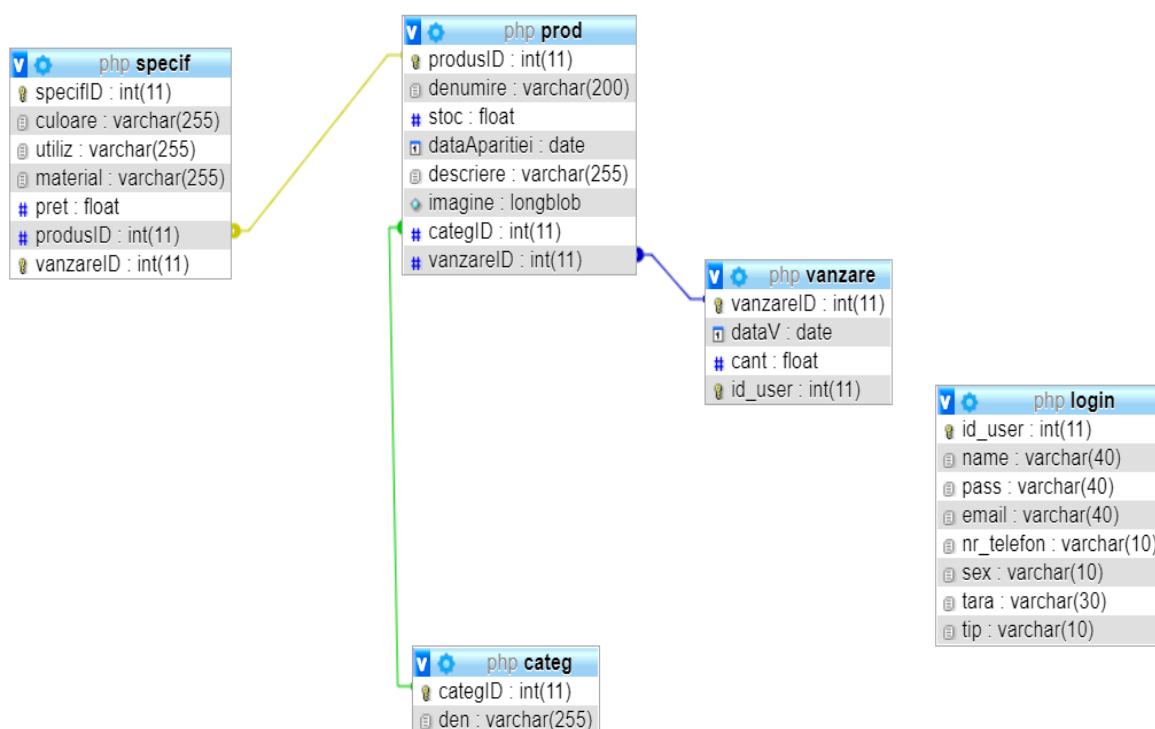 php specif
specifID : int(11)
culoare : varchar(255)
utiliz : varchar(255)
material : varchar(255)
pret : float
produsID : int(11)
vanzareID : int(11)
php prod
produsID : int(11)
denumire : varchar(200)
stoc : float
dataAparitiei : date
descriere : varchar(255)
imagine : longblob
categID : int(11)
vanzareID : int(11)
php vanzare
vanzareID : int(11)
dataV : date
cant : float
id_user : int(11)
php login
id_user : int(11)
name : varchar(40)
pass : varchar(40)
email : varchar(40)
nr_telefon : varchar(10)
sex : varchar(10)
tara : varchar(30)
tip : varchar(10)
php categ
categID : int(11)
den : varchar(255)